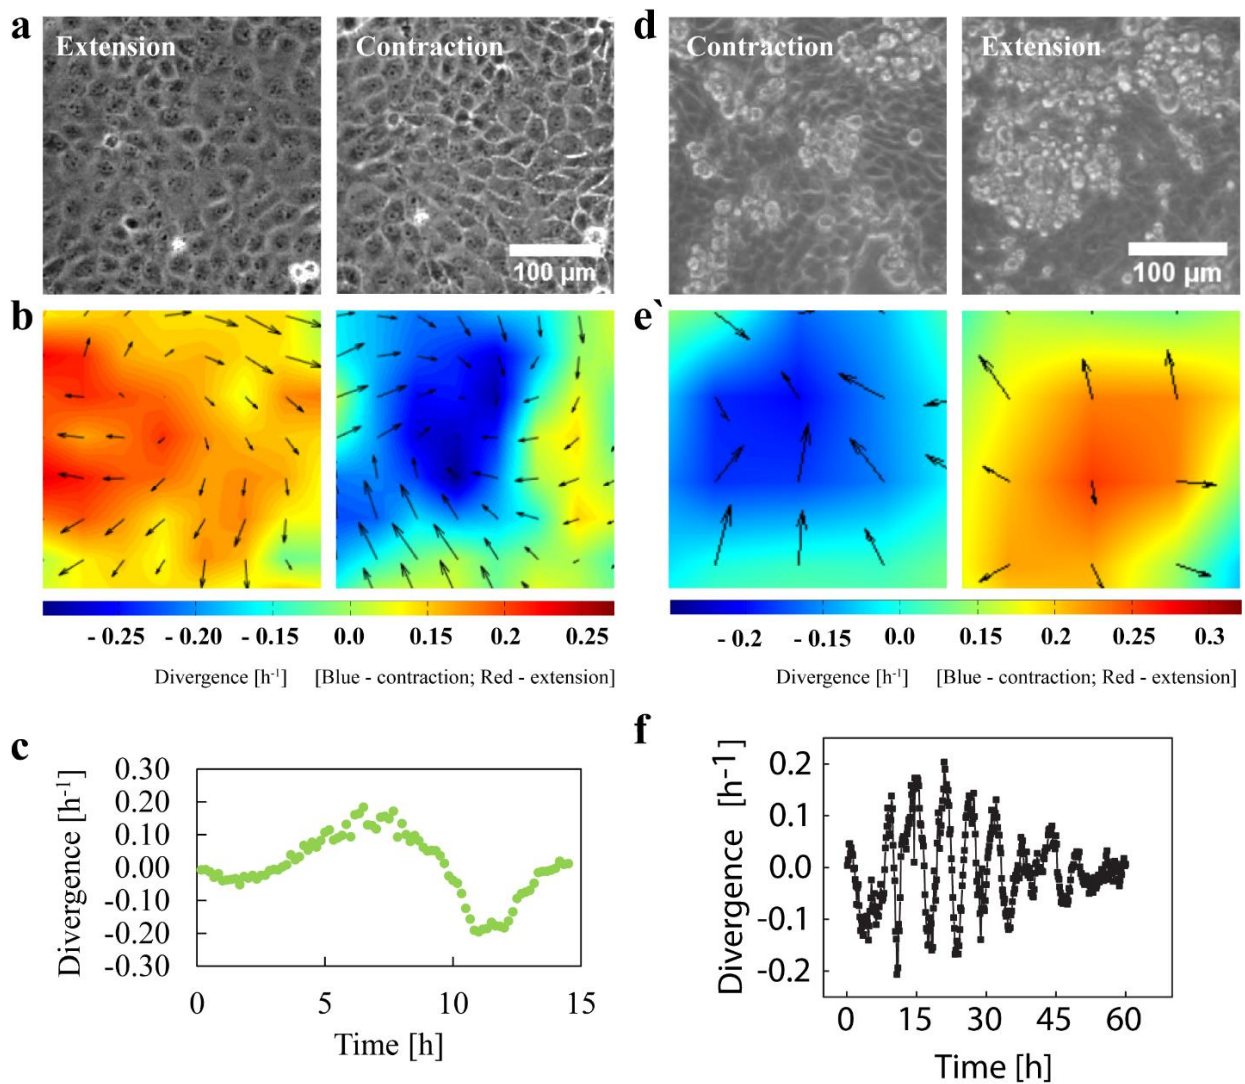 a
Extension
Contraction
100 µm
d
Contraction
Extension
100 µm
b
- 0.25 - 0.20 - 0.15 0.0 0.15 0.2 0.25
Divergence [h-1] [Blue - contraction; Red - extension]
e`
- 0.2 - 0.15 0.0 0.15 0.2 0.25 0.3
Divergence [h-1] [Blue - contraction; Red - extension]
c
Divergence [h-1]
0.30
0.20
0.10
0.00
-0.10
-0.20
-0.30
0 5 10 15
Time [h]
f
Divergence [h-1]
0.2
0.1
0.0
-0.1
-0.2
0 15 30 45 60
Time [h]